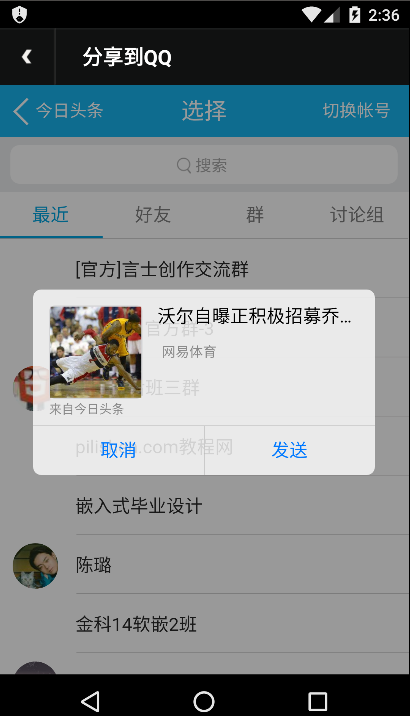 2:36
分享到QQ
今日头条
选择
切换帐号
搜索
最近
好友
群
讨论组
[官方]言士创作交流群
沃尔自曝正积极招募乔...
官方群-3
网易体育
班三群
来自今日头条
教程网
取消
发送
嵌入式毕业设计
陈璐
金科14软嵌2班